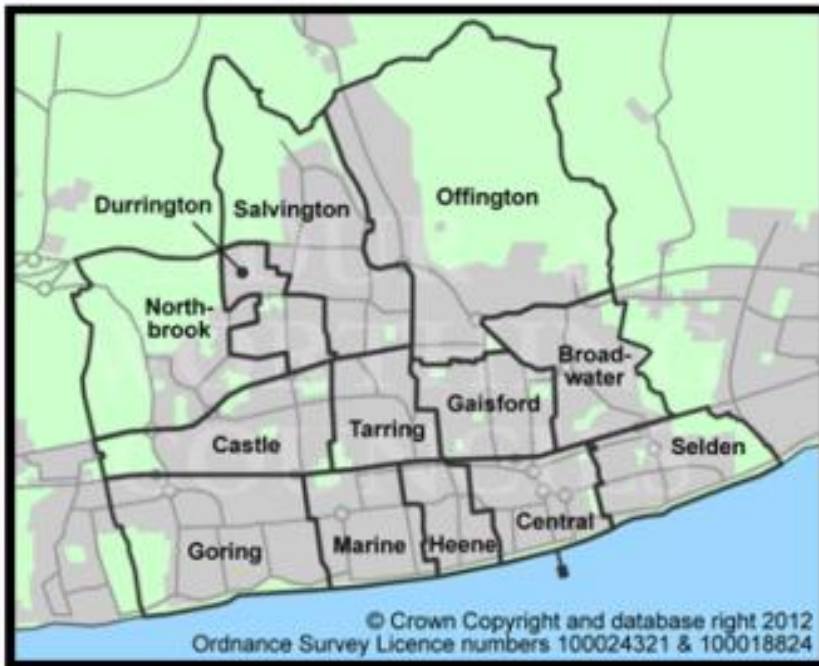 Durrington
Salvington
Offington
North-
brook
Broad-
water
Gaisford
Castle
Tarring
Selden
Goring
Marine
Heene
Central
© Crown Copyright and database right 2012
Ordnance Survey Licence numbers 100024321 & 100018824